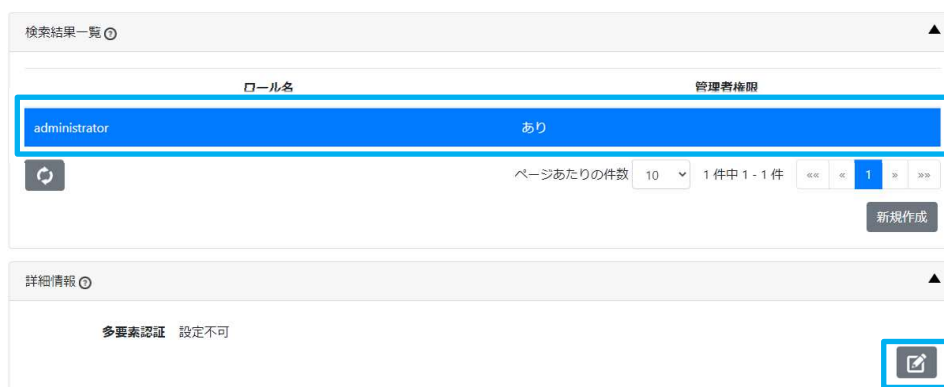 検索結果一覧
ロール名 管理者権限
administrator あり
ページあたりの件数 10 1 件中 1 - 1 件 «« « 1 » »»
新規作成
詳細情報
多要素認証 設定不可